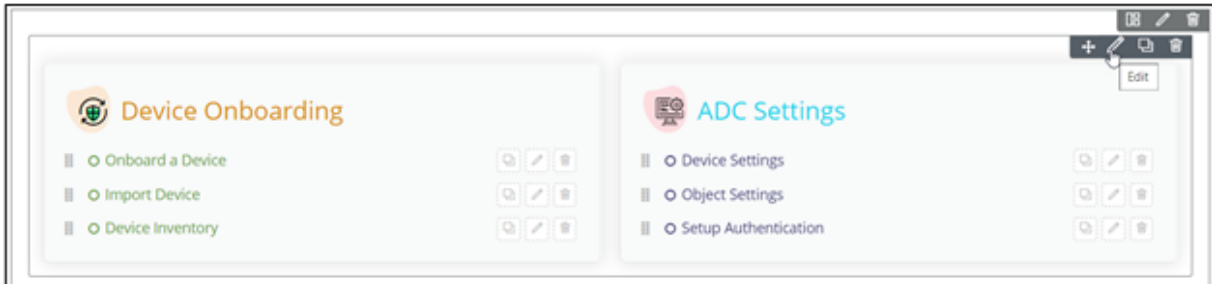 Edit
Device Onboarding
Onboard a Device
Import Device
Device Inventory
ADC Settings
Device Settings
Object Settings
Setup Authentication